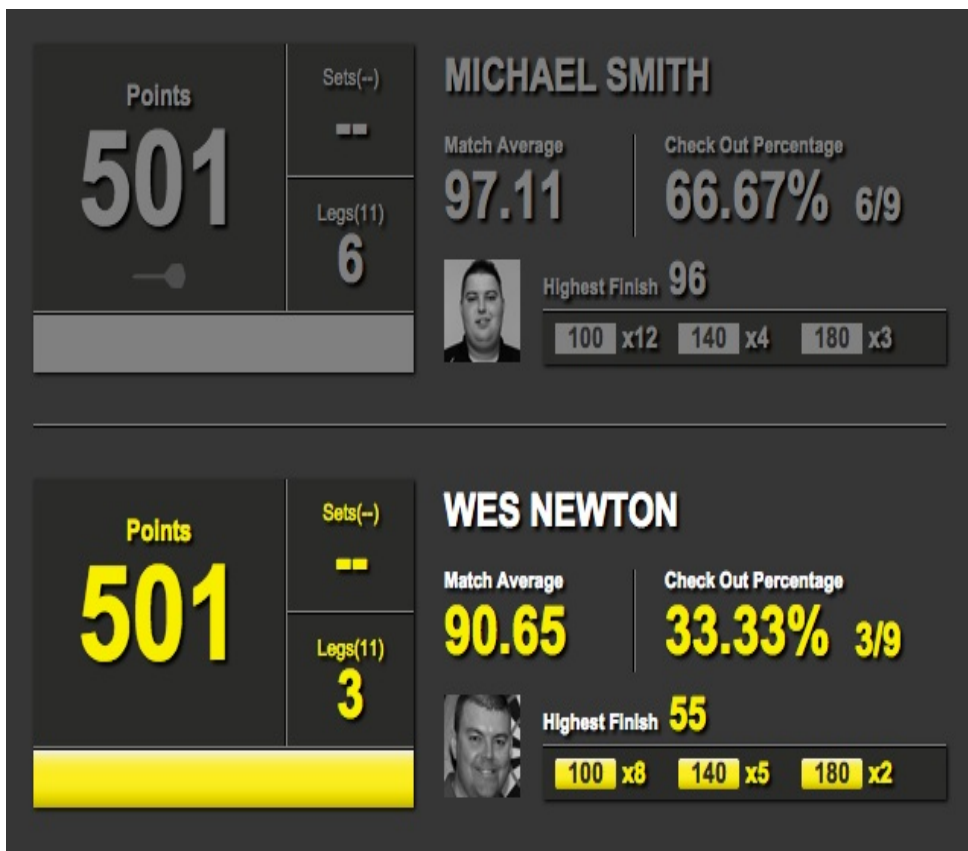 MICHAEL SMITH
Points
501
Sets(--)
--
Legs(11)
6
Match Average
97.11
Check Out Percentage
66.67% 6/9
Highest Finish 96
100 x12 140 x4 180 x3
WES NEWTON
Points
501
Sets(--)
--
Legs(11)
3
Match Average
90.65
Check Out Percentage
33.33% 3/9
Highest Finish 55
100 x8 140 x5 180 x2